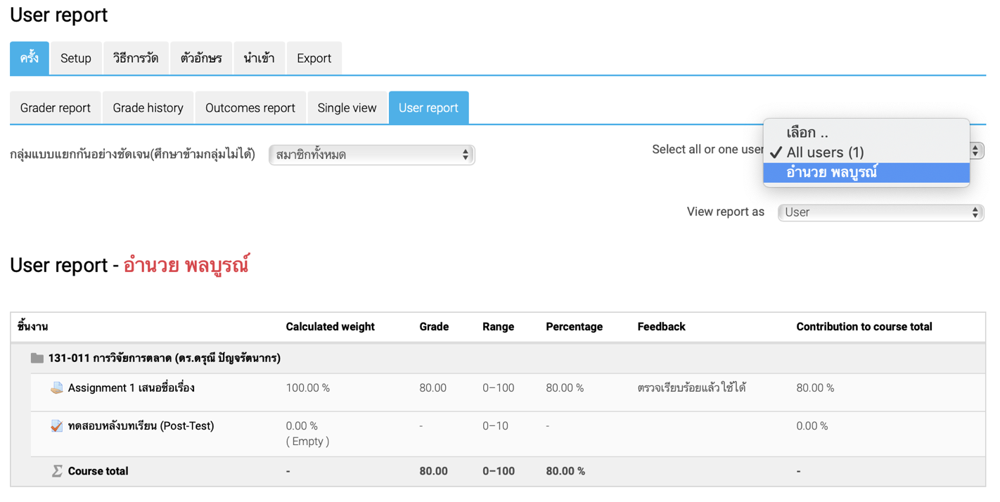 User report
ครั้ง Setup วิธีการวัด ตัวอักษร นำเข้า Export
Grader report Grade history Outcomes report Single view User report
กลุ่มแบบแยกกันอย่างชัดเจน(ศึกษาข้ามกลุ่มไม่ได้) สมาชิกทั้งหมด
Select all or one user
เลือก ..
All users (1)
อำนวย พลบูรณ์
View report as User
User report - อำนวย พลบูรณ์
ชิ้นงาน Calculated weight Grade Range Percentage Feedback Contribution to course total
131-011 การวิจัยการตลาด (ดร.ดรุณี ปัญจรัตนากร)
Assignment 1 เสนอชื่อเรื่อง 100.00 % 80.00 0–100 80.00 % ตรวจเรียบร้อยแล้ว ใช้ได้ 80.00 %
ทดสอบหลังบทเรียน (Post-Test) 0.00 % - 0–10 - 0.00 %
( Empty )
Course total - 80.00 0–100 80.00 % -